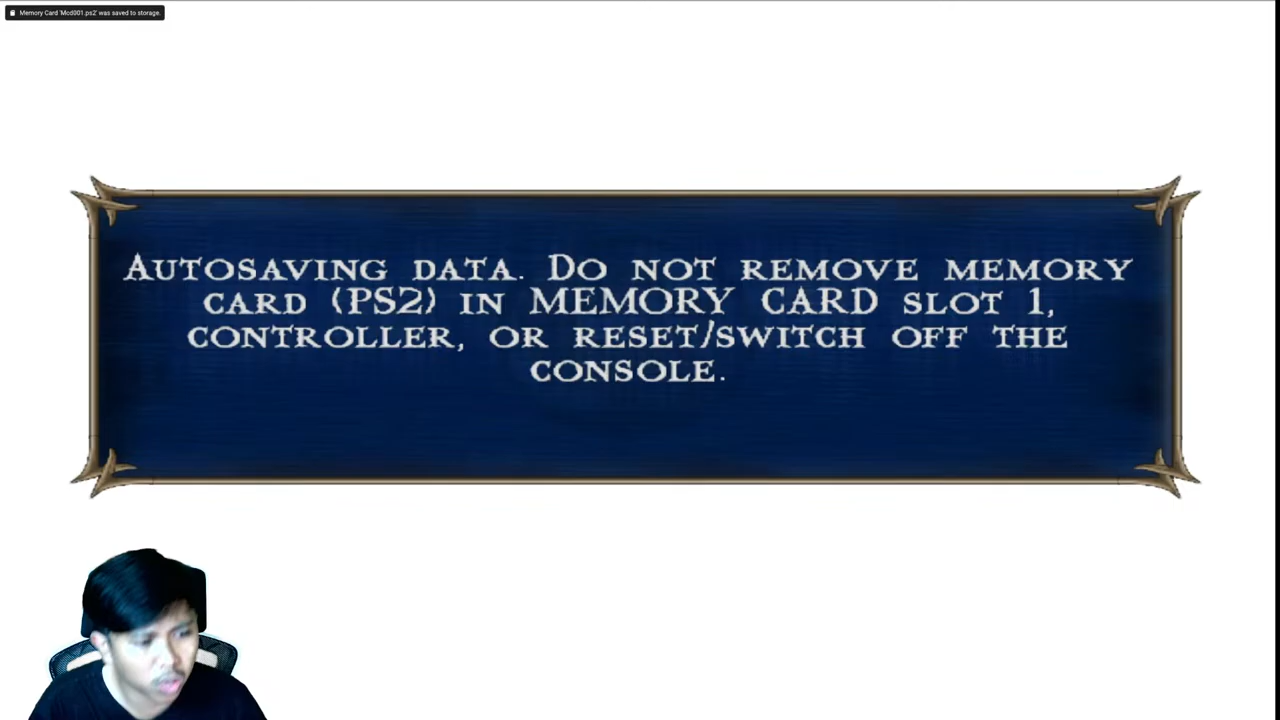 Memory Card 'Mcd001.ps2' was saved to storage.
Autosaving data. Do not remove memory
card (PS2) in MEMORY CARD slot 1,
controller, or reset/switch off the
console.